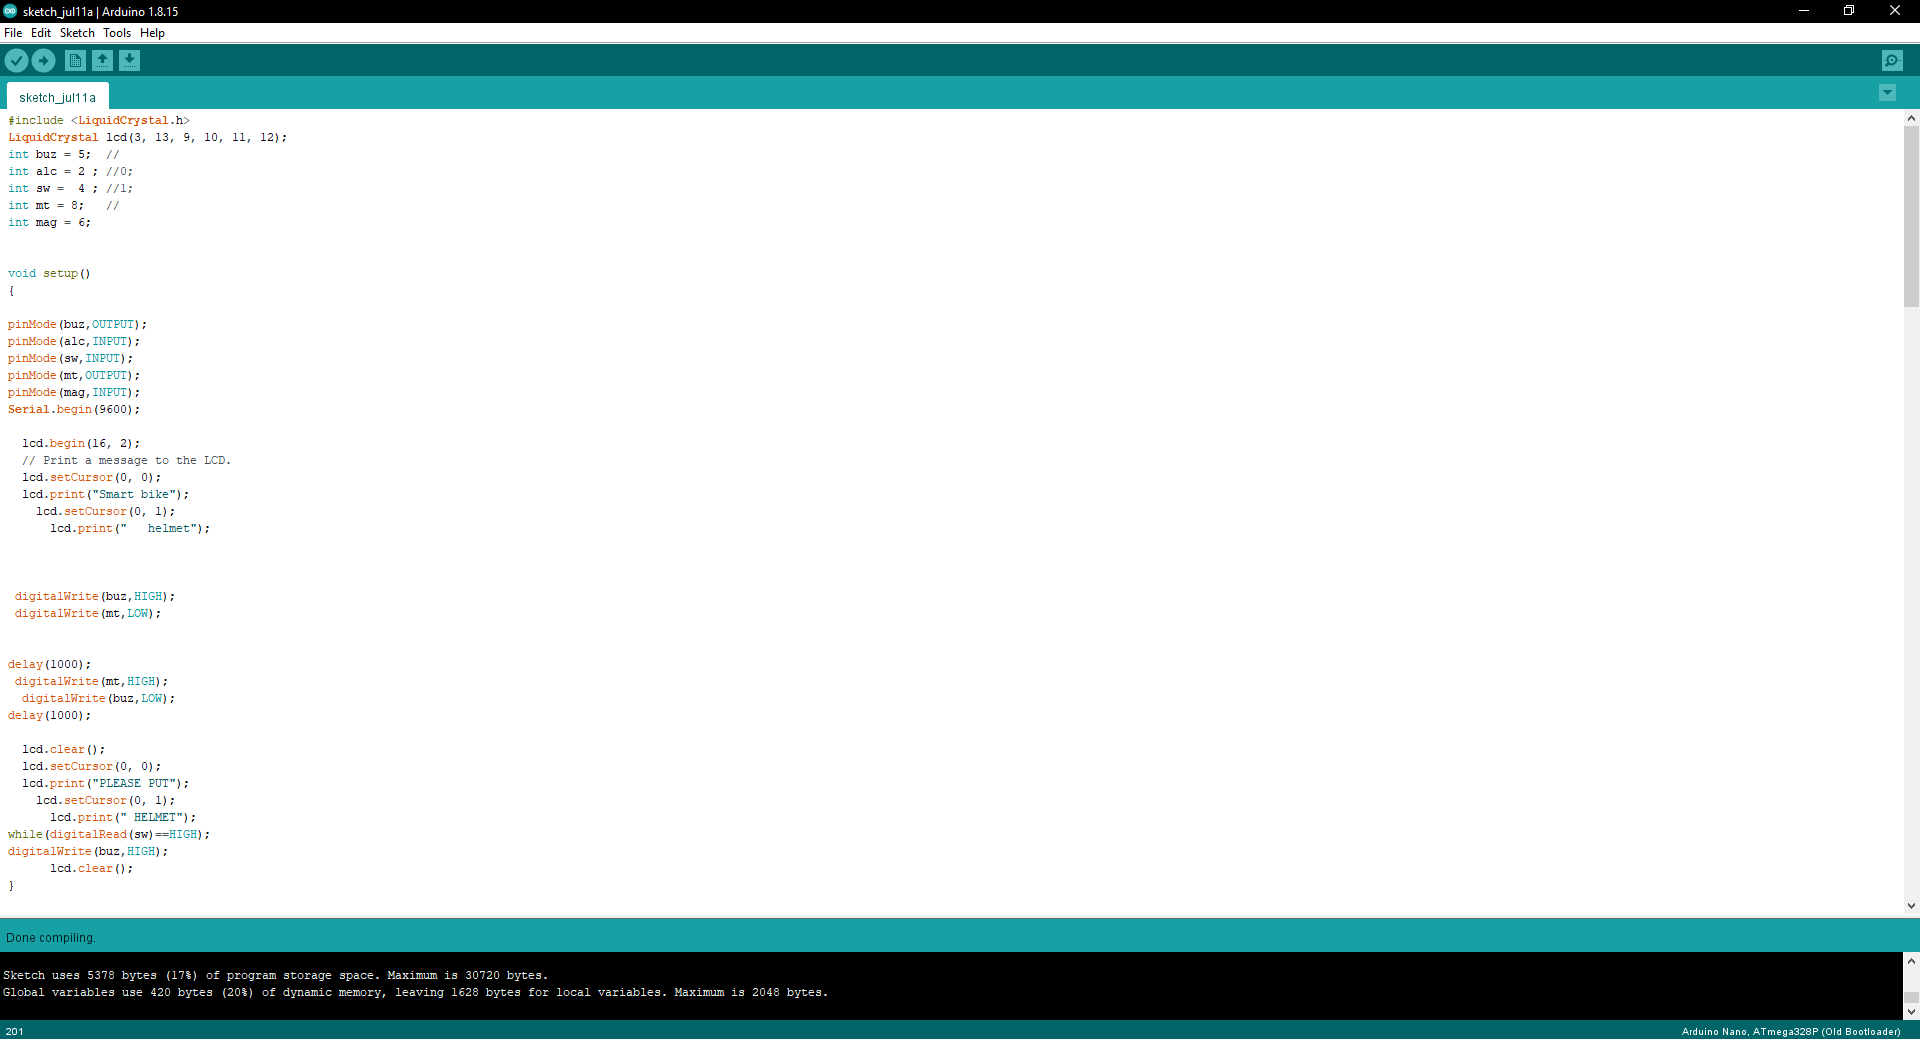 sketch_jul11a | Arduino 1.8.15
File Edit Sketch Tools Help
sketch_jul11a
#include <LiquidCrystal.h>
LiquidCrystal lcd(3, 13, 9, 10, 11, 12);
int buz = 5;  //
int alc = 2 ; //0;
int sw =  4 ; //1;
int mt = 8;   //
int mag = 6;
void setup()
{
pinMode(buz,OUTPUT);
pinMode(alc,INPUT);
pinMode(sw,INPUT);
pinMode(mt,OUTPUT);
pinMode(mag,INPUT);
Serial.begin(9600);
  lcd.begin(16, 2);
  // Print a message to the LCD.
  lcd.setCursor(0, 0);
  lcd.print("Smart bike");
    lcd.setCursor(0, 1);
      lcd.print("   helmet");
 digitalWrite(buz,HIGH);
 digitalWrite(mt,LOW);
delay(1000);
 digitalWrite(mt,HIGH);
  digitalWrite(buz,LOW);
delay(1000);
  lcd.clear();
  lcd.setCursor(0, 0);
  lcd.print("PLEASE PUT");
    lcd.setCursor(0, 1);
      lcd.print(" HELMET");
while(digitalRead(sw)==HIGH);
digitalWrite(buz,HIGH);
      lcd.clear();
}
Done compiling.
Sketch uses 5378 bytes (17%) of program storage space. Maximum is 30720 bytes.
Global variables use 420 bytes (20%) of dynamic memory, leaving 1628 bytes for local variables. Maximum is 2048 bytes.
201
Arduino Nano, ATmega328P (Old Bootloader)